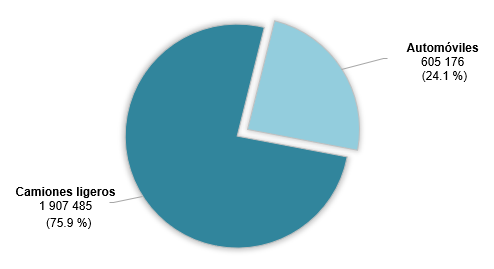 Automóviles
605 176
(24.1 %)
Camiones ligeros
1 907 485
(75.9 %)